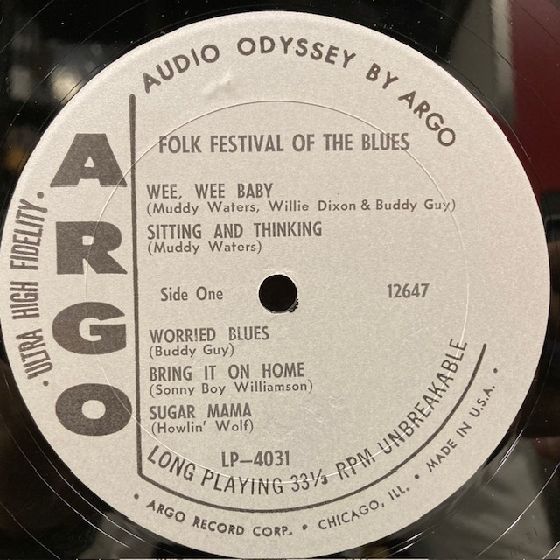 AUDIO ODYSSEY BY ARGO
ARGO
· ULTRA HIGH FIDELITY ·
FOLK FESTIVAL OF THE BLUES
WEE, WEE BABY
(Muddy Waters, Willie Dixon & Buddy Guy)
SITTING AND THINKING
(Muddy Waters)
Side One 12647
WORRIED BLUES
(Buddy Guy)
BRING IT ON HOME
(Sonny Boy Williamson)
SUGAR MAMA
(Howlin' Wolf)
LP—4031
LONG PLAYING 33⅓ RPM UNBREAKABLE
· ARGO RECORD CORP. · CHICAGO, ILL. · MADE IN U.S.A. ·